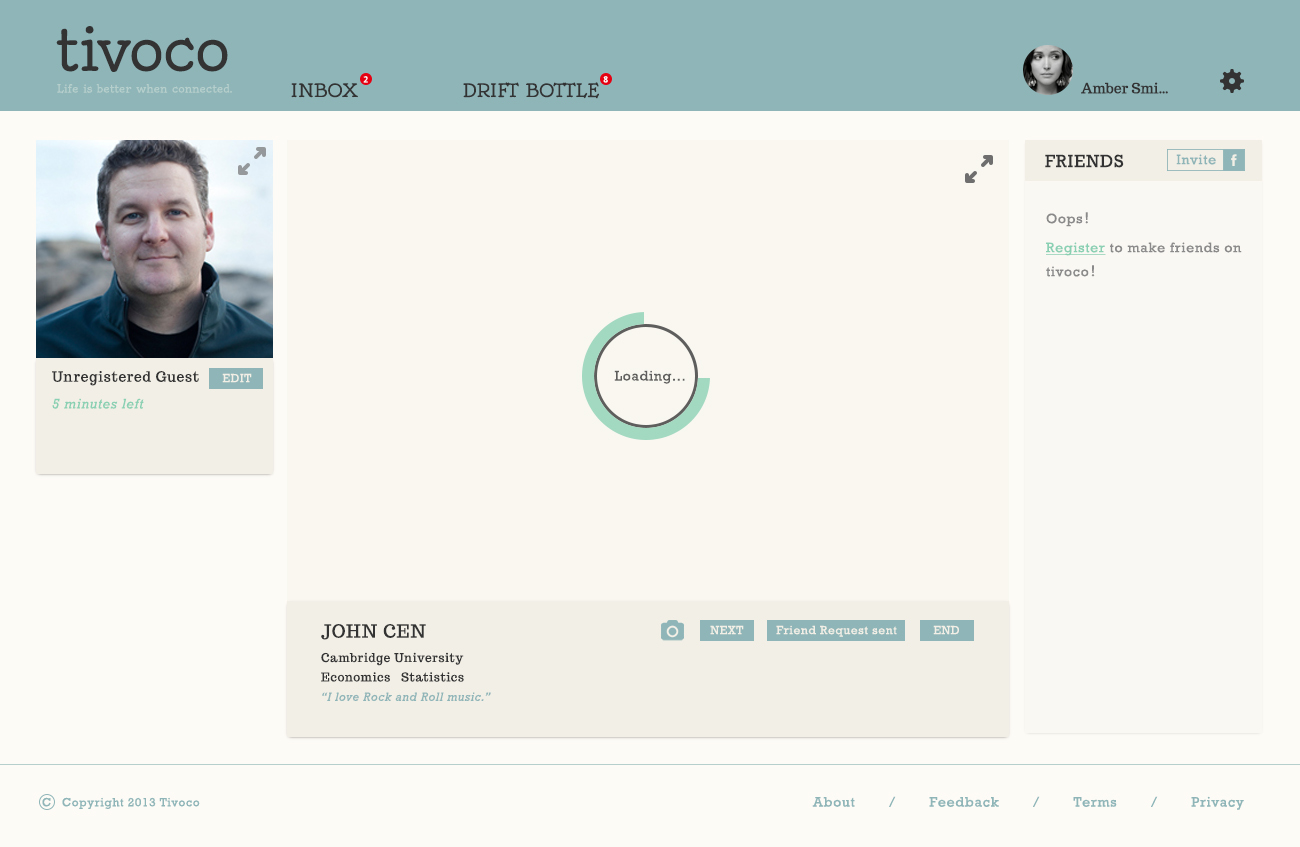 tivoco
Life is better when connected.
INBOX 2
DRIFT BOTTLE 8
Amber Smi...
Unregistered Guest
EDIT
5 minutes left
Loading...
JOHN CEN
Cambridge University
Economics Statistics
“I love Rock and Roll music.”
NEXT
Friend Request sent
END
FRIENDS
Invite f
Oops!
Register to make friends on
tivoco!
© Copyright 2013 Tivoco
About / Feedback / Terms / Privacy